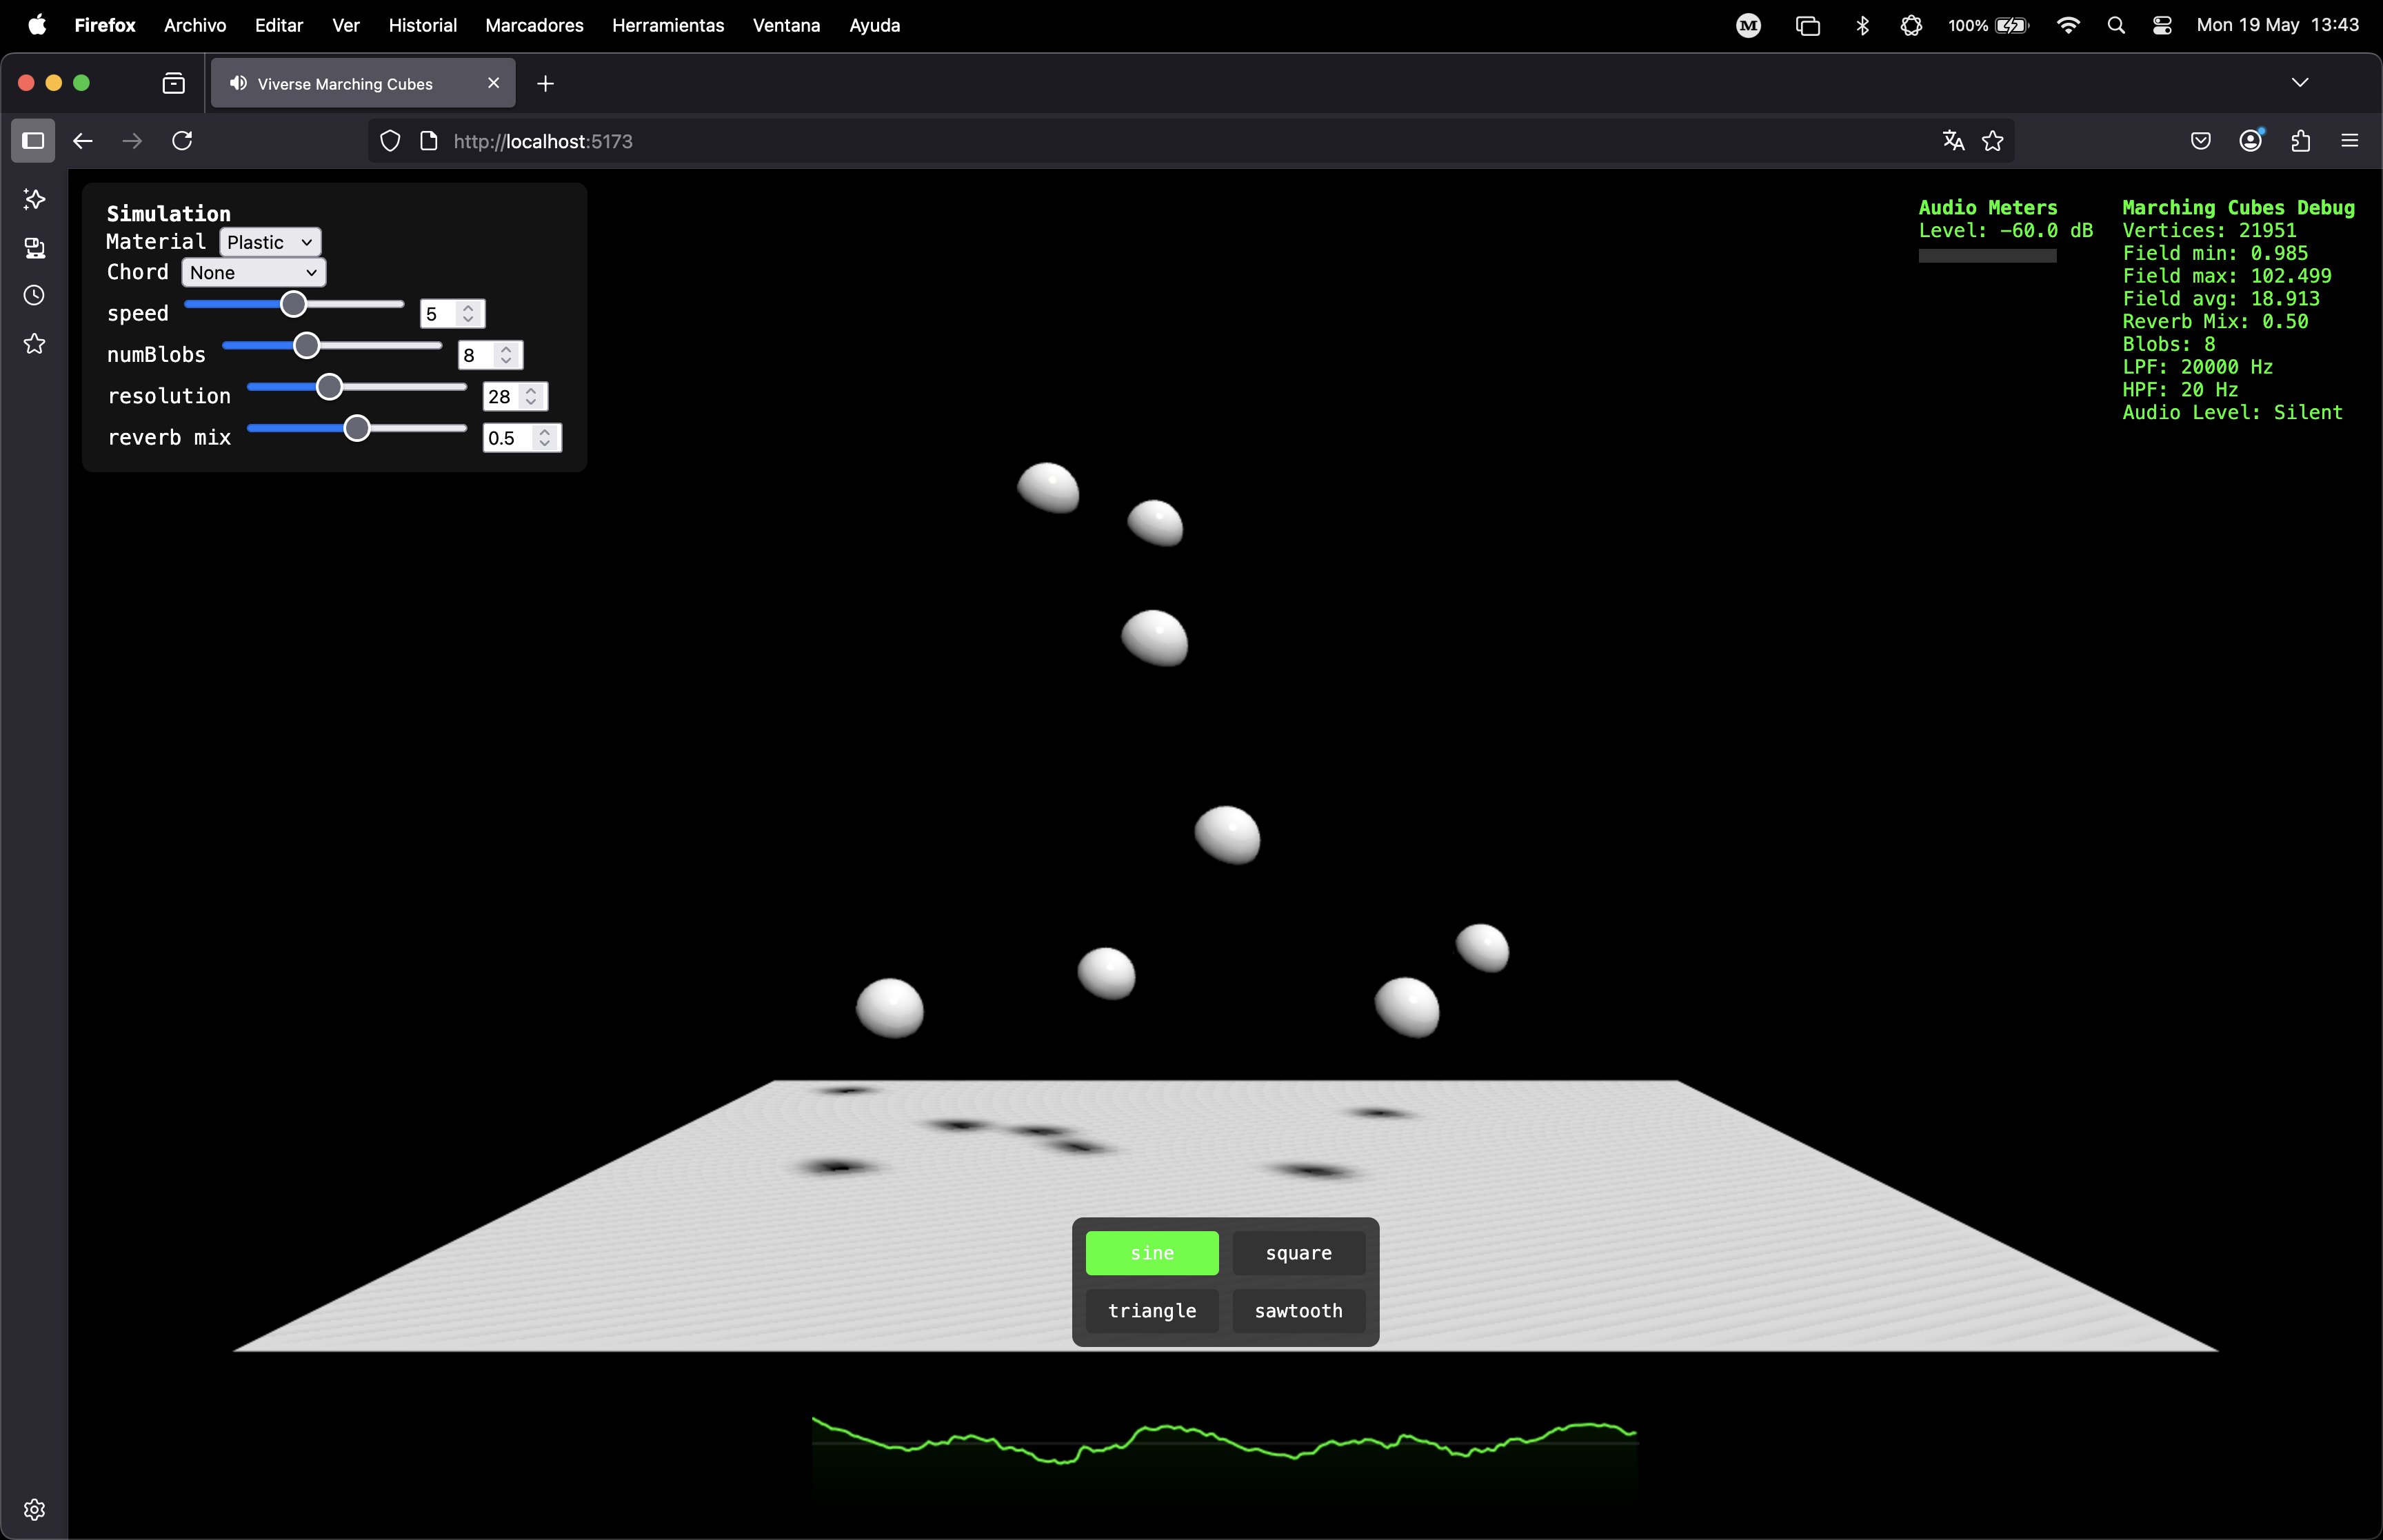 Firefox Archivo Editar Ver Historial Marcadores Herramientas Ventana Ayuda M 100% Mon 19 May 13:43
Viverse Marching Cubes
http://localhost:5173
Simulation
Material Plastic
Chord None
speed 5
numBlobs 8
resolution 28
reverb mix 0.5
Audio Meters
Level: -60.0 dB
Marching Cubes Debug
Vertices: 21951
Field min: 0.985
Field max: 102.499
Field avg: 18.913
Reverb Mix: 0.50
Blobs: 8
LPF: 20000 Hz
HPF: 20 Hz
Audio Level: Silent
sine square
triangle sawtooth